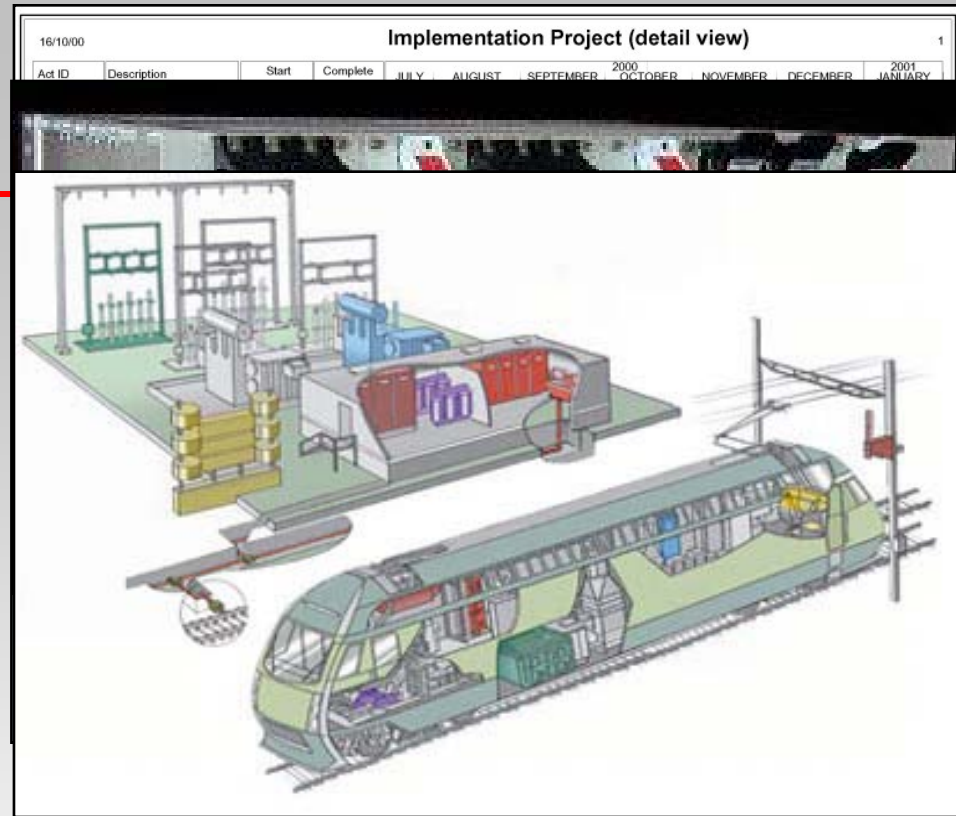 16/10/00 Implementation Project (detail view) 1
2000 2001
Act ID Description Start Complete JULY AUGUST SEPTEMBER OCTOBER NOVEMBER DECEMBER JANUARY